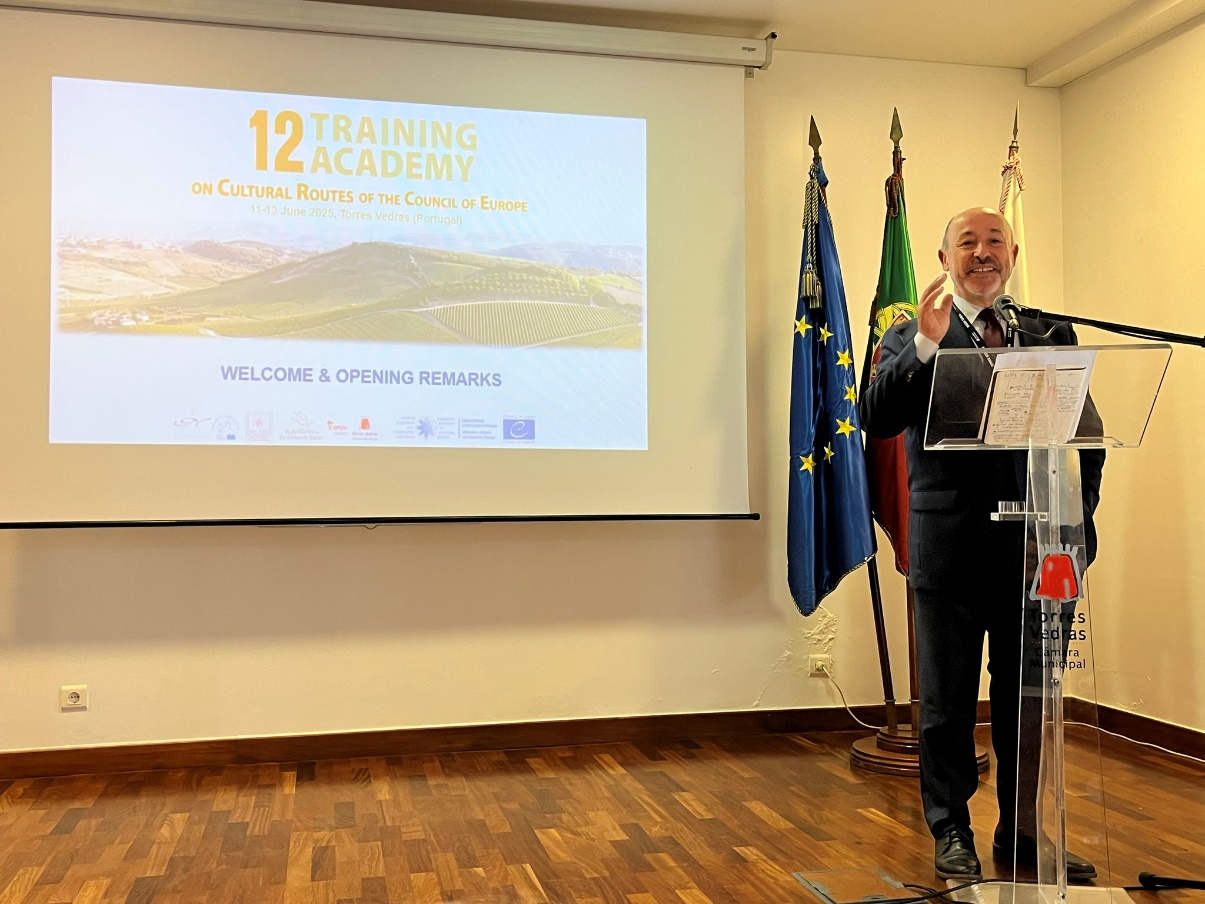 12 TRAINING
ACADEMY
ON CULTURAL ROUTES OF THE COUNCIL OF EUROPE
11-13 June 2025, Torres Vedras (Portugal)
WELCOME & OPENING REMARKS
Torres
Vedras
Câmara
Municipal